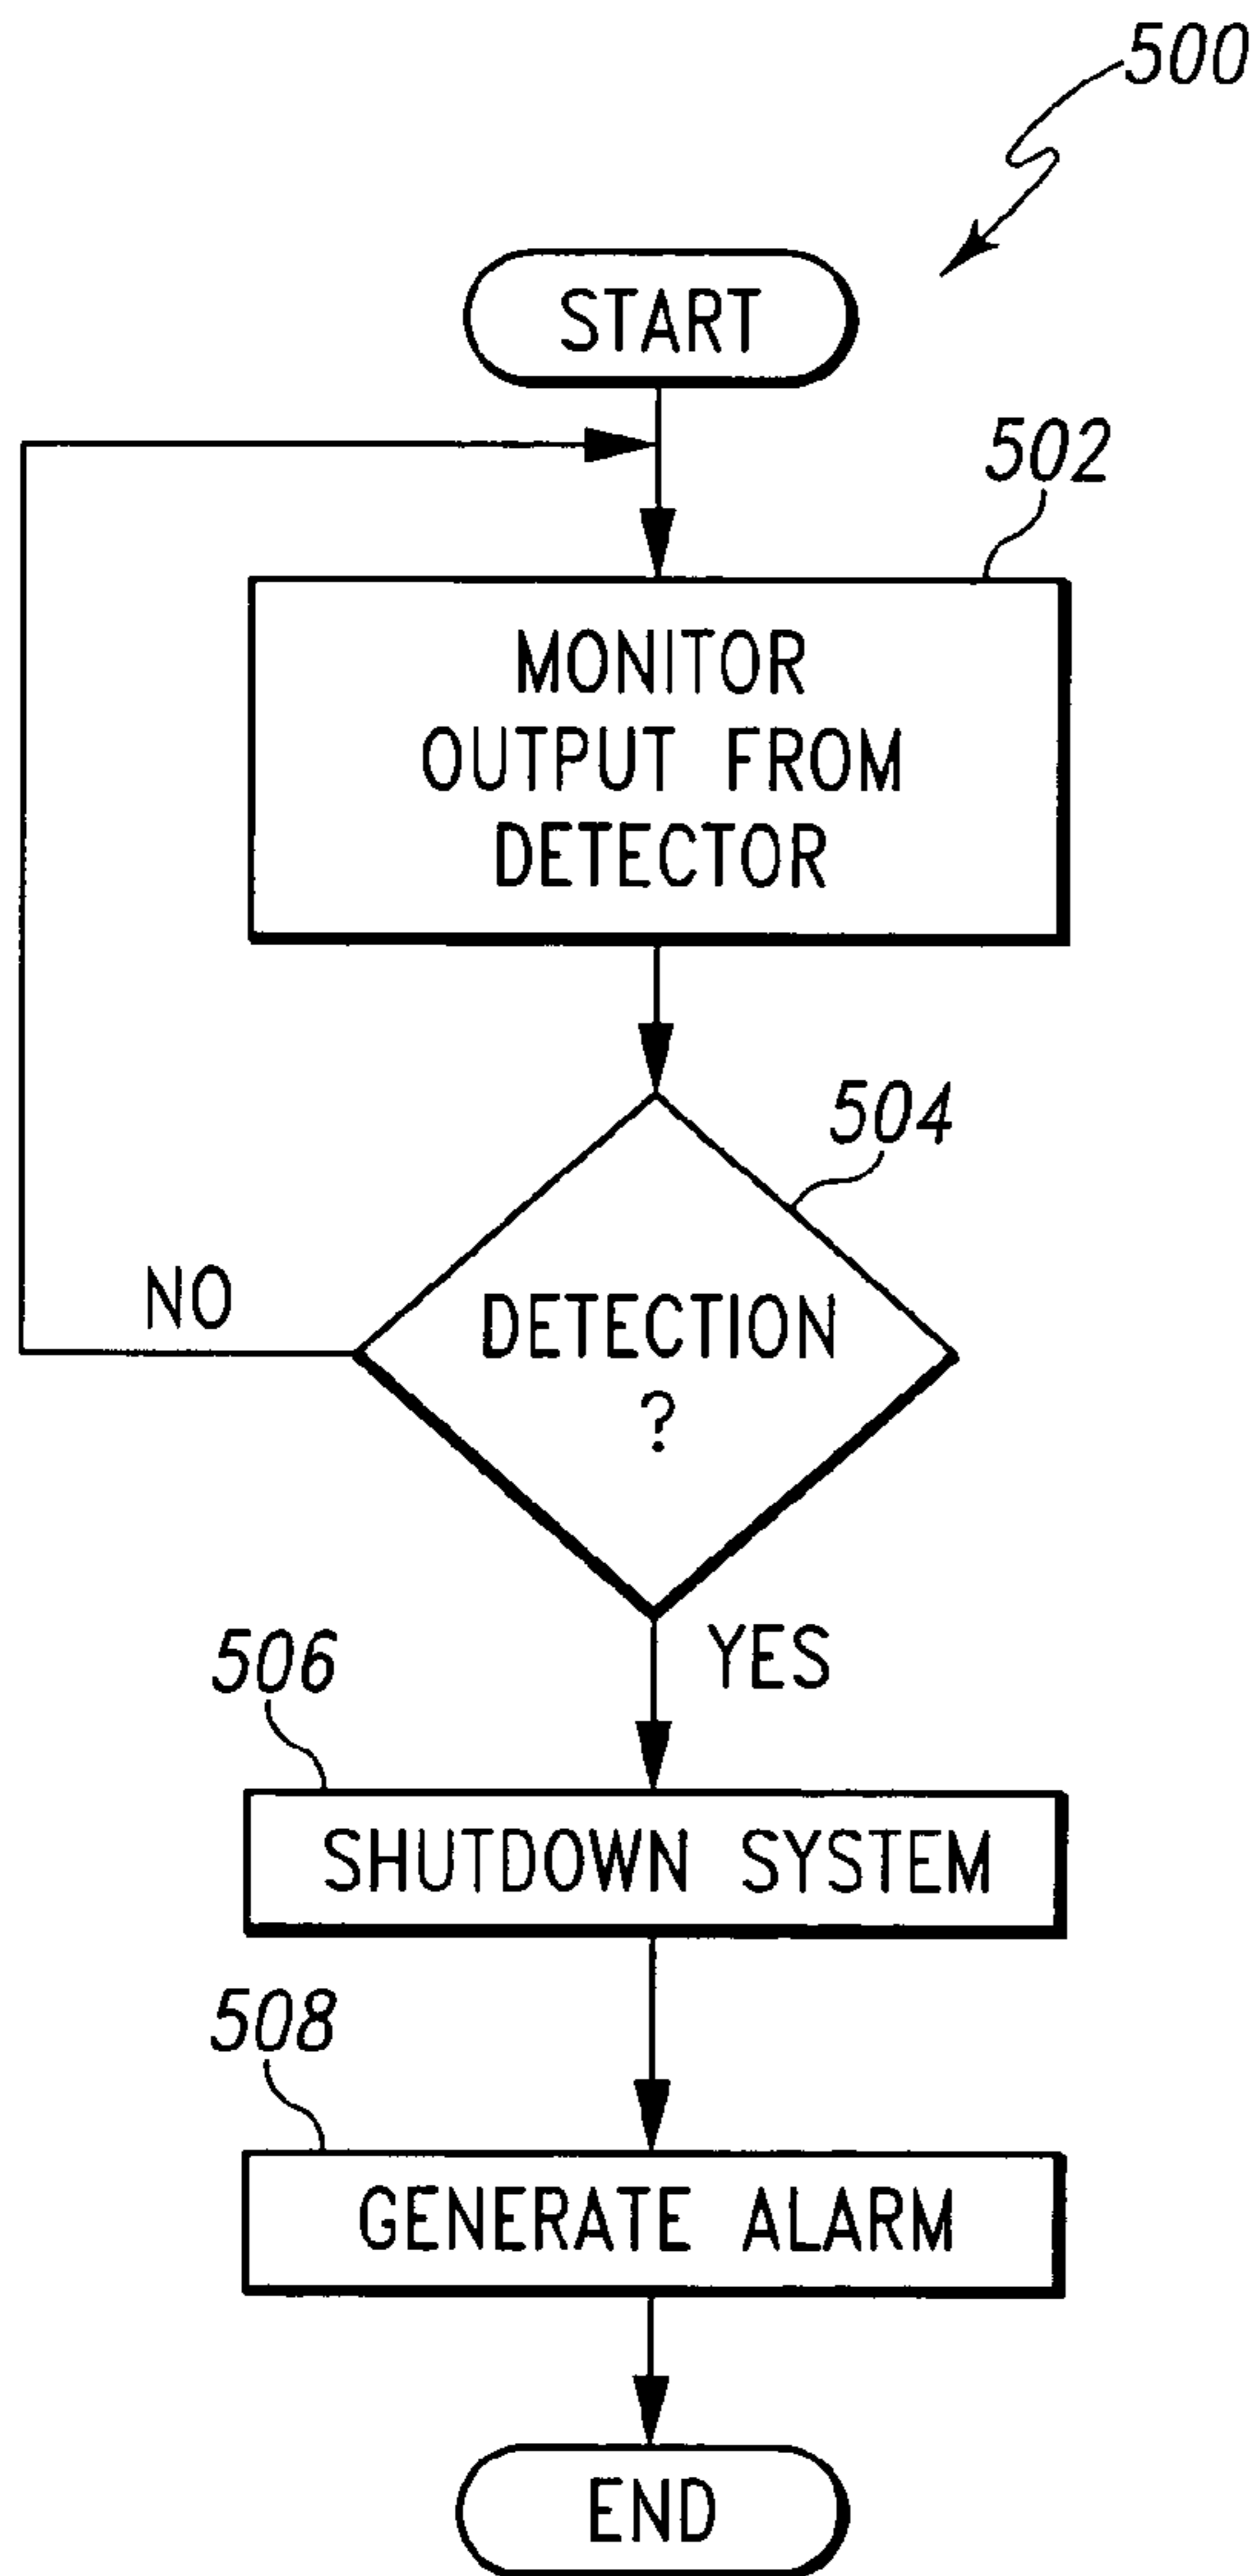 500
START
502
MONITOR
OUTPUT FROM
DETECTOR
504
NO
DETECTION
?
YES
506
SHUTDOWN SYSTEM
508
GENERATE ALARM
END